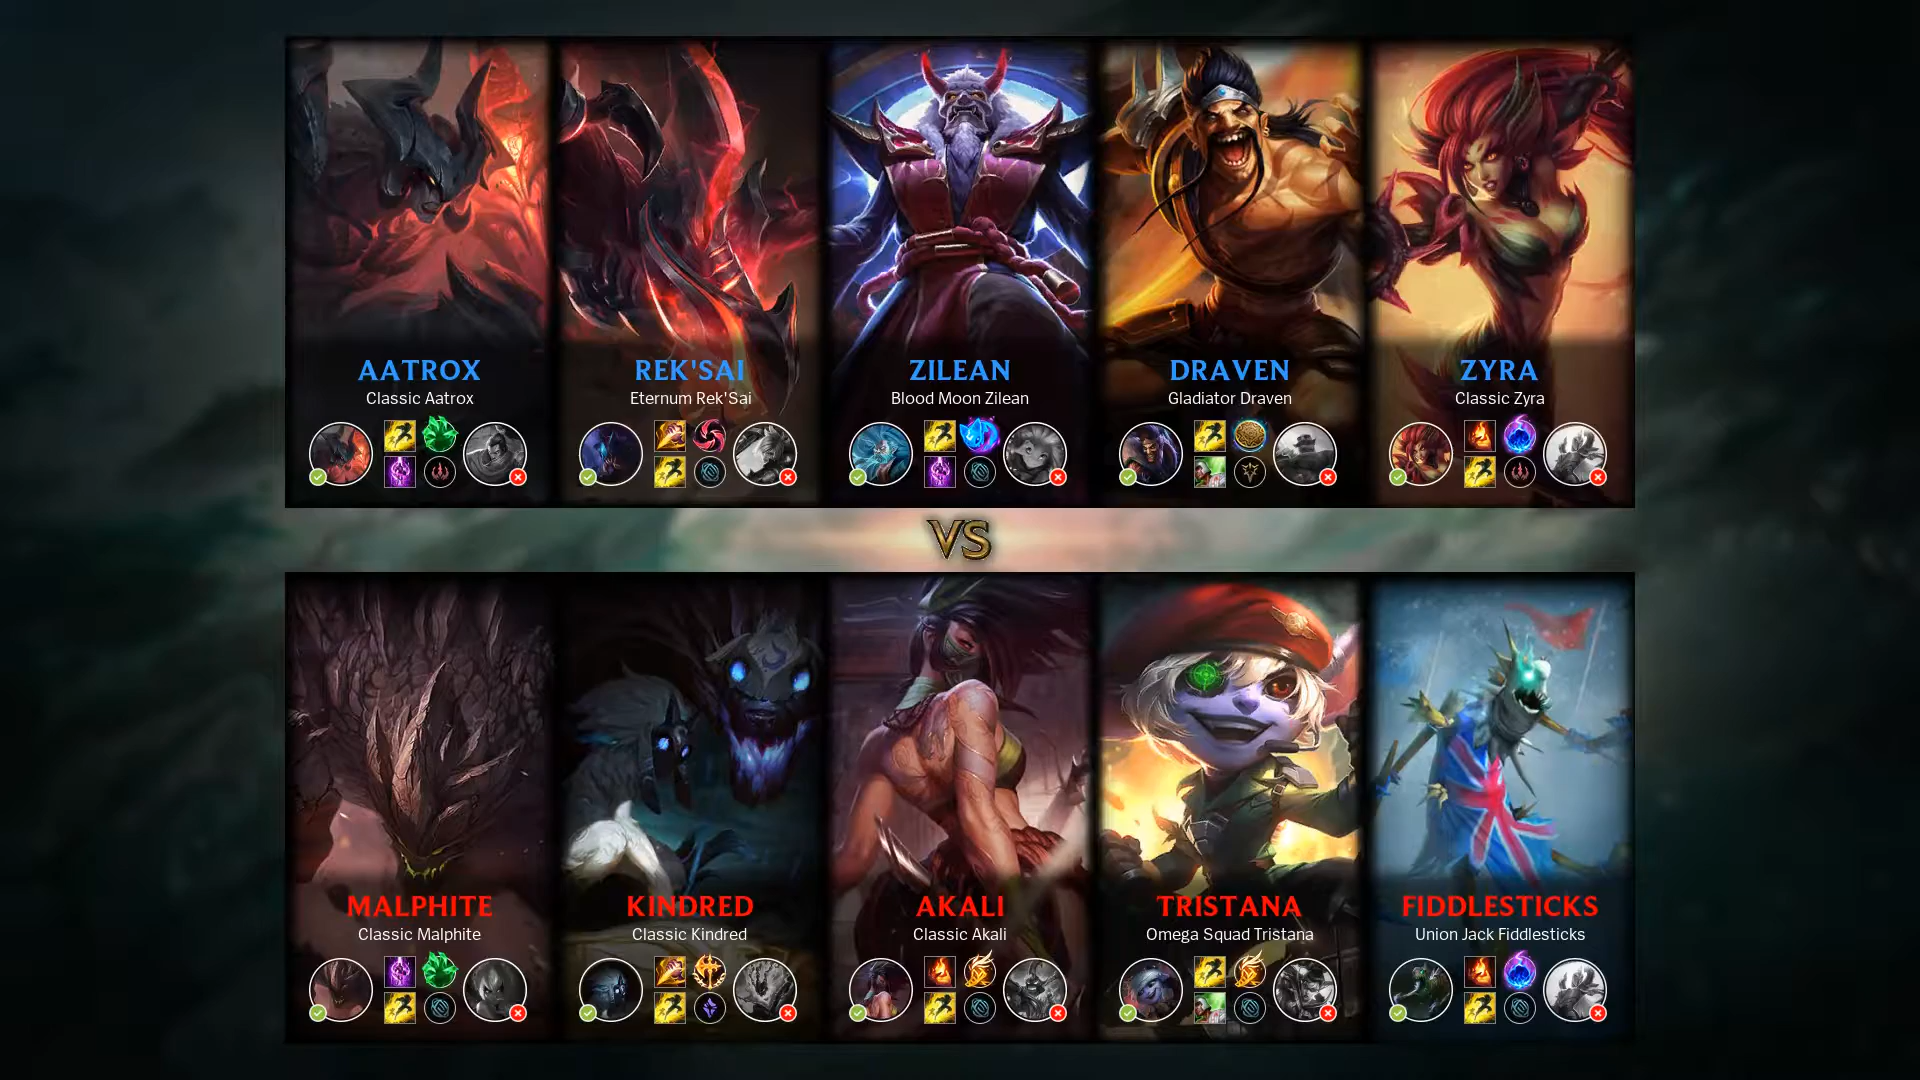 AATROX
Classic Aatrox
REK'SAI
Eternum Rek'Sai
ZILEAN
Blood Moon Zilean
DRAVEN
Gladiator Draven
ZYRA
Classic Zyra
VS
MALPHITE
Classic Malphite
KINDRED
Classic Kindred
AKALI
Classic Akali
TRISTANA
Omega Squad Tristana
FIDDLESTICKS
Union Jack Fiddlesticks